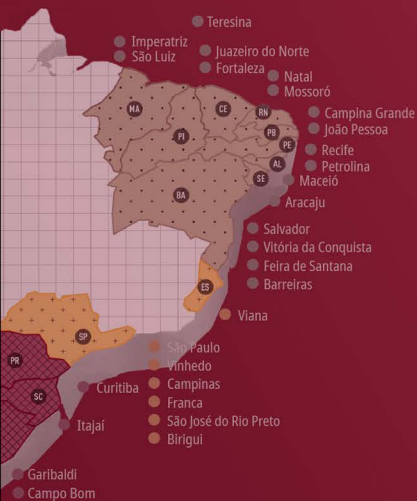 Teresina
Imperatriz
São Luiz
Juazeiro do Norte
Fortaleza
Natal
Mossoró
Campina Grande
João Pessoa
Recife
Petrolina
Maceió
Aracaju
MA
CE
RN
PI
PB
PE
AL
SE
BA
Salvador
Vitória da Conquista
Feira de Santana
Barreiras
ES
Viana
SP
São Paulo
Vinhedo
Campinas
Franca
São José do Rio Preto
Birigui
PR
SC
Curitiba
Itajaí
Garibaldi
Campo Bom